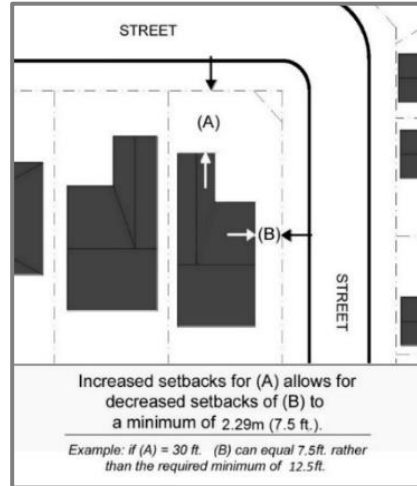 STREET
(A)
(B)
STREET
Increased setbacks for (A) allows for
decreased setbacks of (B) to
a minimum of 2.29m (7.5 ft.).
Example: if (A) = 30 ft. (B) can equal 7.5ft. rather
than the required minimum of 12.5ft.